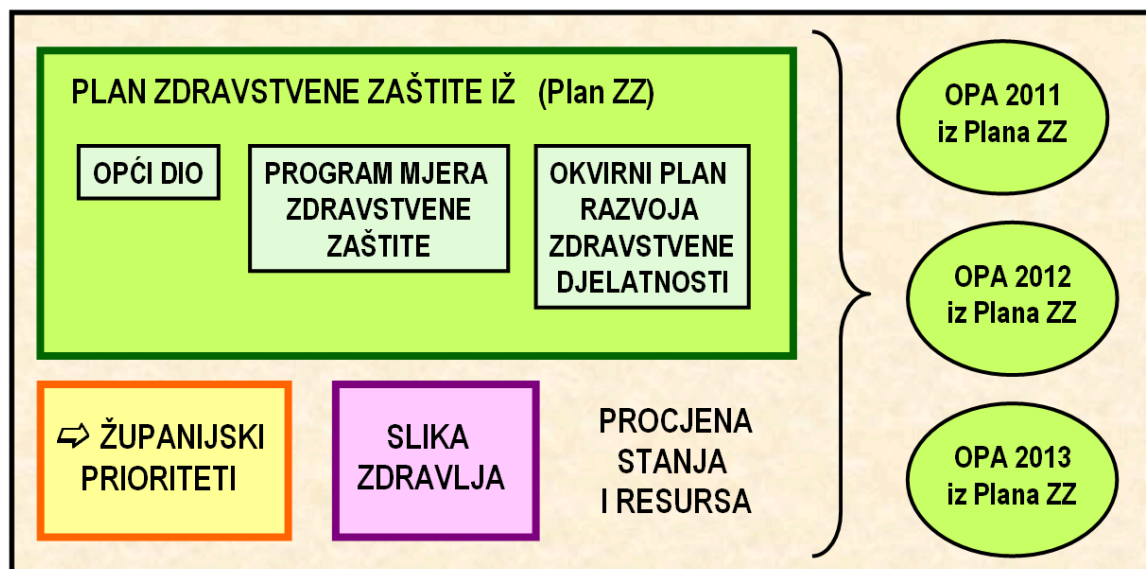 PLAN ZDRAVSTVENE ZAŠTITE IŽ (Plan ZZ)
OPĆI DIO
PROGRAM MJERA
ZDRAVSTVENE
ZAŠTITE
OKVIRNI PLAN
RAZVOJA
ZDRAVSTVENE
DJELATNOSTI
⇨ ŽUPANIJSKI
PRIORITETI
SLIKA
ZDRAVLJA
PROCJENA
STANJA
I RESURSA
OPA 2011
iz Plana ZZ
OPA 2012
iz Plana ZZ
OPA 2013
iz Plana ZZ